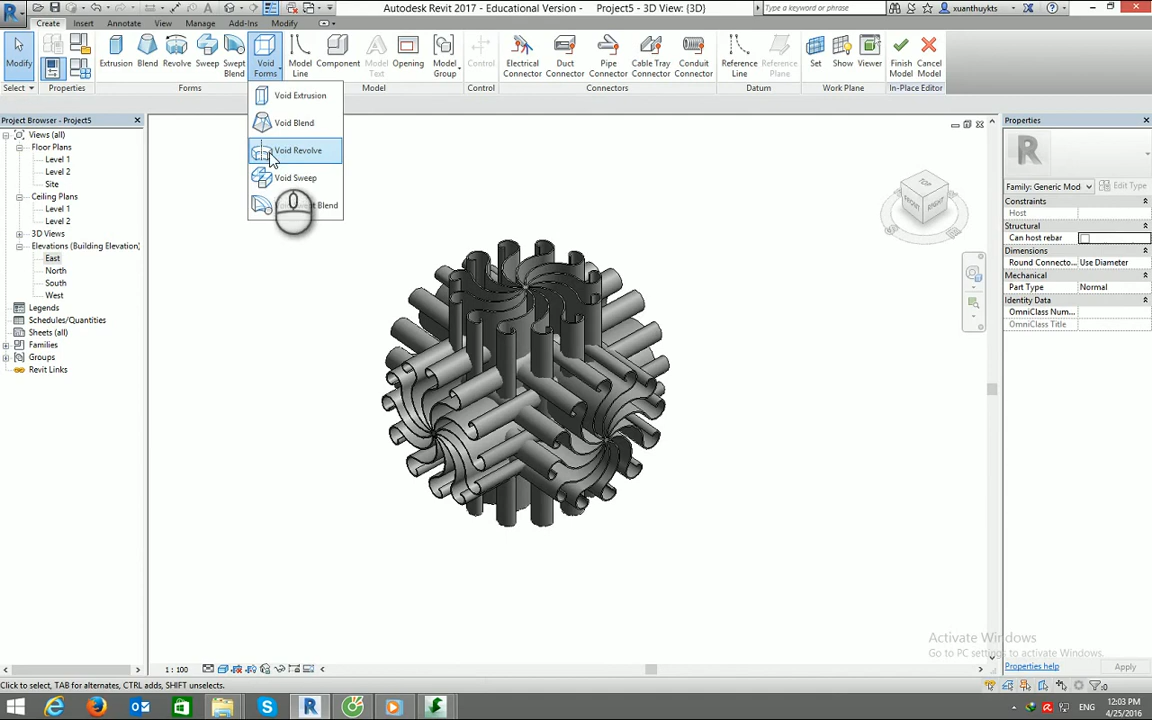 Autodesk Revit 2017 - Educational Version - Project5 - 3D View: {3D}
Type a keyword or phrase
xuanthuykts
Create Insert Annotate View Manage Add-Ins Modify
Modify
Extrusion Blend Revolve Sweep Swept Blend Void Forms Model Line Component Model Text Opening Model Group Control Electrical Connector Duct Connector Pipe Connector Cable Tray Connector Conduit Connector Reference Line Reference Plane Set Show Viewer Finish Model Cancel Model
Select Properties Forms Model Control Connectors Datum Work Plane In-Place Editor
Void Extrusion
Void Blend
Void Revolve
Void Sweep
Blend
Project Browser - Project5
Views (all)
Floor Plans
Level 1
Level 2
Site
Ceiling Plans
Level 1
Level 2
3D Views
Elevations (Building Elevation)
East
North
South
West
Legends
Schedules/Quantities
Sheets (all)
Families
Groups
Revit Links
TOP
FRONT RIGHT
Properties
R
Family: Generic Mod
Edit Type
Constraints
Host
Structural
Can host rebar
Dimensions
Round Connecto... Use Diameter
Mechanical
Part Type Normal
Identity Data
OmniClass Num...
OmniClass Title
Activate Windows
Go to PC settings to activate Windows.
Properties help
Apply
1 : 100
Click to select, TAB for alternates, CTRL adds, SHIFT unselects.
:0
ENG
12:03 PM
4/25/2016